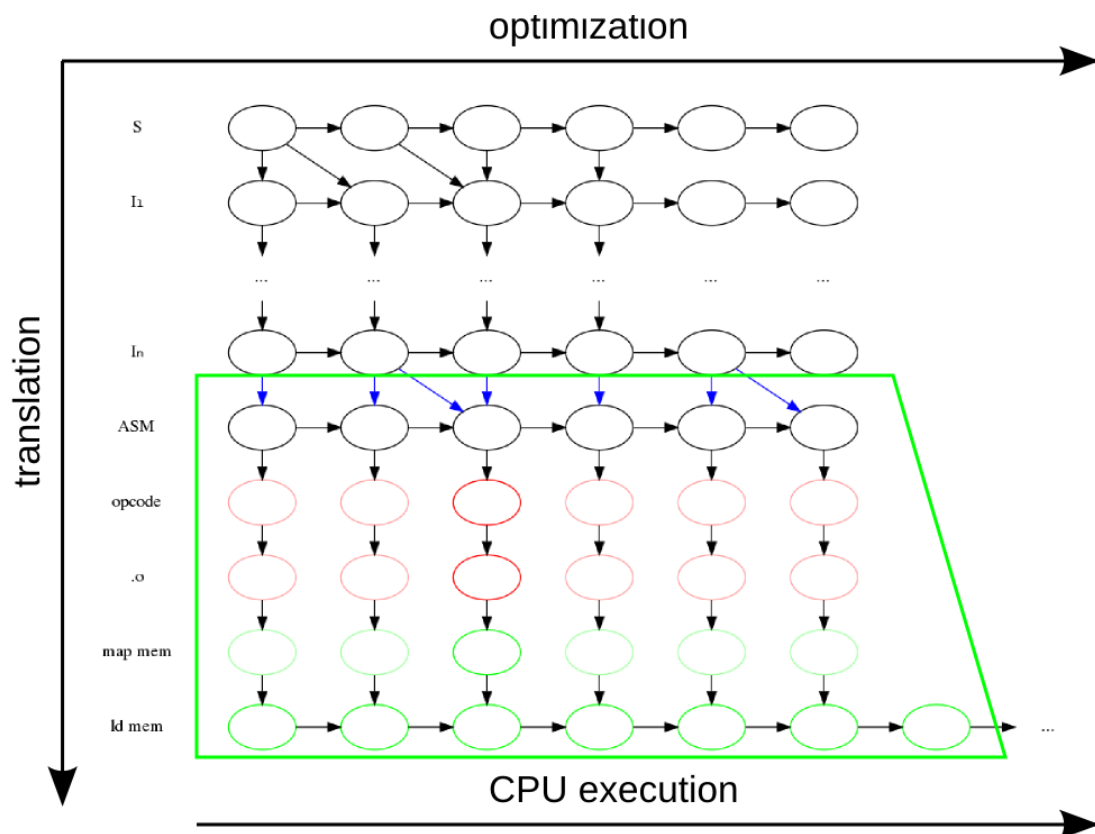 optimization
S
I₁
... ... ... ... ... ...
Iₙ
ASM
opcode
.o
map mem
ld mem
...
translation
CPU execution